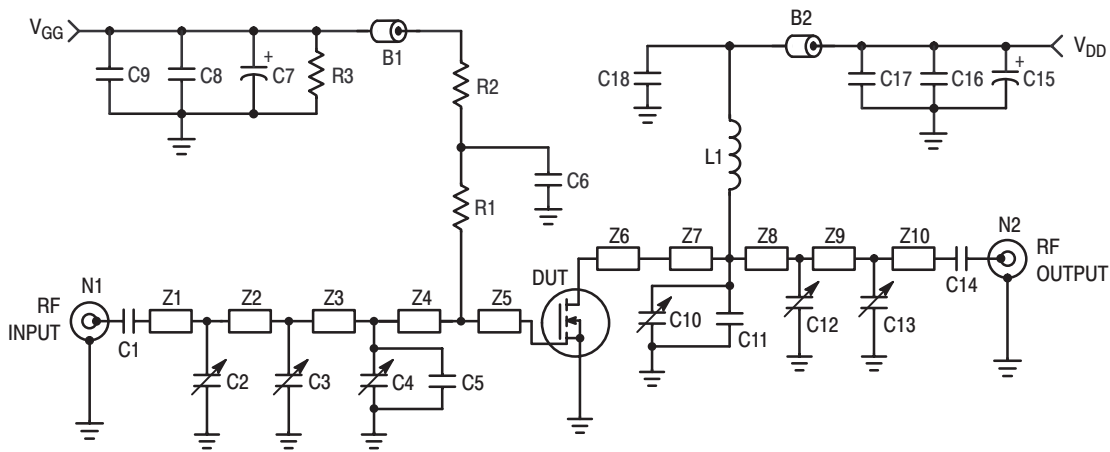 V_GG
C9
C8
+
C7
R3
B1
R2
C6
R1
C18
B2
C17
C16
+
C15
V_DD
L1
N1
RF
INPUT
C1
Z1
Z2
Z3
Z4
Z5
C2
C3
C4
C5
DUT
Z6
Z7
Z8
Z9
Z10
C10
C11
C12
C13
C14
N2
RF
OUTPUT